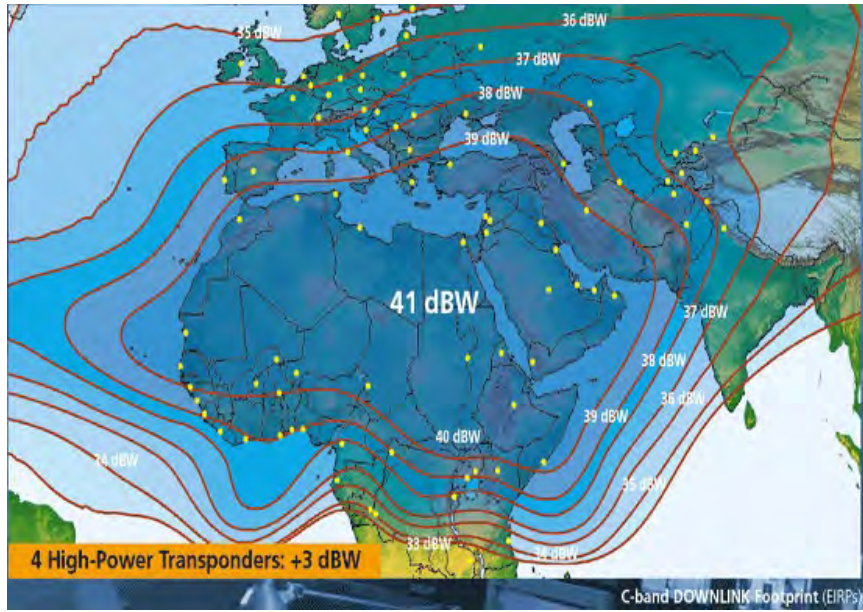 35 dBW
36 dBW
37 dBW
38 dBW
39 dBW
41 dBW
37 dBW
38 dBW
36 dBW
39 dBW
40 dBW
34 dBW
35 dBW
33 dBW
34 dBW
4 High-Power Transponders: +3 dBW
C-band DOWNLINK Footprint (EIRPs)